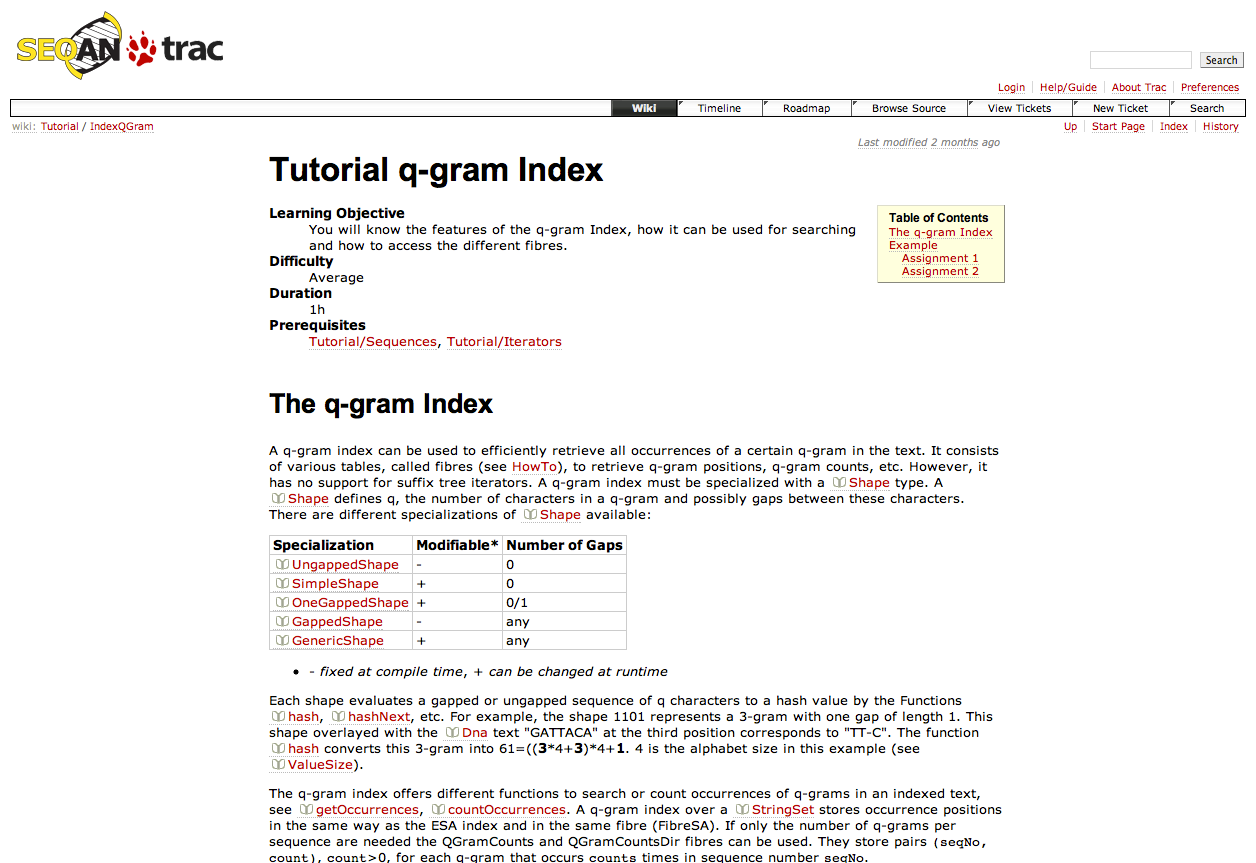 SEQAN trac
Search
Login Help/Guide About Trac Preferences
Wiki Timeline Roadmap Browse Source View Tickets New Ticket Search
wiki: Tutorial / IndexQGram
Up Start Page Index History
Last modified 2 months ago
Tutorial q-gram Index
Learning Objective
You will know the features of the q-gram Index, how it can be used for searching
and how to access the different fibres.
Difficulty
Average
Duration
1h
Prerequisites
Tutorial/Sequences, Tutorial/Iterators
Table of Contents
The q-gram Index
Example
Assignment 1
Assignment 2
The q-gram Index
A q-gram index can be used to efficiently retrieve all occurrences of a certain q-gram in the text. It consists
of various tables, called fibres (see HowTo), to retrieve q-gram positions, q-gram counts, etc. However, it
has no support for suffix tree iterators. A q-gram index must be specialized with a Shape type. A
Shape defines q, the number of characters in a q-gram and possibly gaps between these characters.
There are different specializations of Shape available:
Specialization Modifiable* Number of Gaps
UngappedShape - 0
SimpleShape + 0
OneGappedShape + 0/1
GappedShape - any
GenericShape + any
• - fixed at compile time, + can be changed at runtime
Each shape evaluates a gapped or ungapped sequence of q characters to a hash value by the Functions
hash, hashNext, etc. For example, the shape 1101 represents a 3-gram with one gap of length 1. This
shape overlayed with the Dna text "GATTACA" at the third position corresponds to "TT-C". The function
hash converts this 3-gram into 61=((3*4+3)*4+1. 4 is the alphabet size in this example (see
ValueSize).
The q-gram index offers different functions to search or count occurrences of q-grams in an indexed text,
see getOccurrences, countOccurrences. A q-gram index over a StringSet stores occurrence positions
in the same way as the ESA index and in the same fibre (FibreSA). If only the number of q-grams per
sequence are needed the QGramCounts and QGramCountsDir fibres can be used. They store pairs (seqNo,
count), count>0, for each q-gram that occurs counts times in sequence number seqNo.